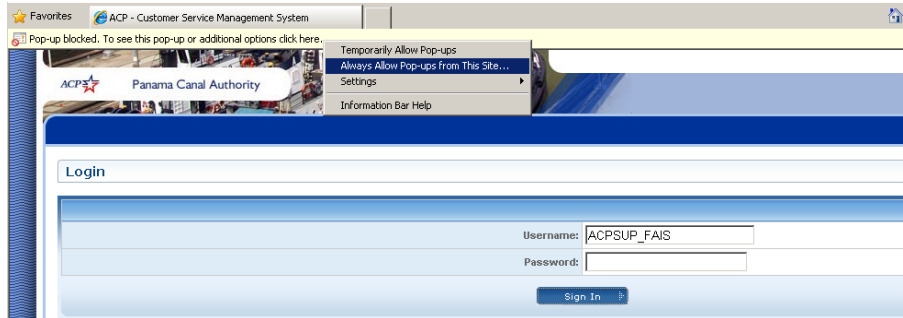 Favorites ACP - Customer Service Management System
Pop-up blocked. To see this pop-up or additional options click here...
Temporarily Allow Pop-ups
Always Allow Pop-ups from This Site...
Settings
Information Bar Help
ACP Panama Canal Authority
Login
Username: ACPSUP_FAIS
Password:
Sign In